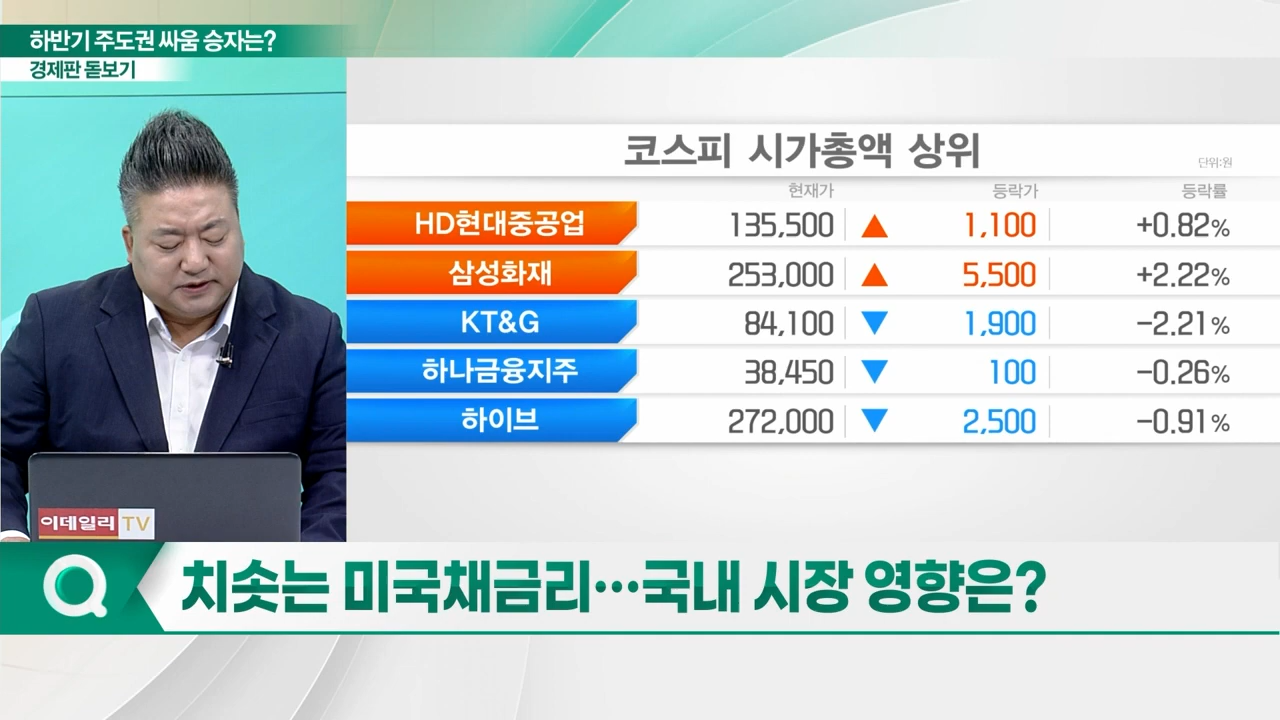 하반기 주도권 싸움 승자는?
경제판 돋보기
코스피 시가총액 상위
단위:원
현재가 등락가 등락률
HD현대중공업 135,500 ▲ 1,100 +0.82%
삼성화재 253,000 ▲ 5,500 +2.22%
KT&G 84,100 ▼ 1,900 -2.21%
하나금융지주 38,450 ▼ 100 -0.26%
하이브 272,000 ▼ 2,500 -0.91%
이데일리 TV
Q 치솟는 미국채금리…국내 시장 영향은?